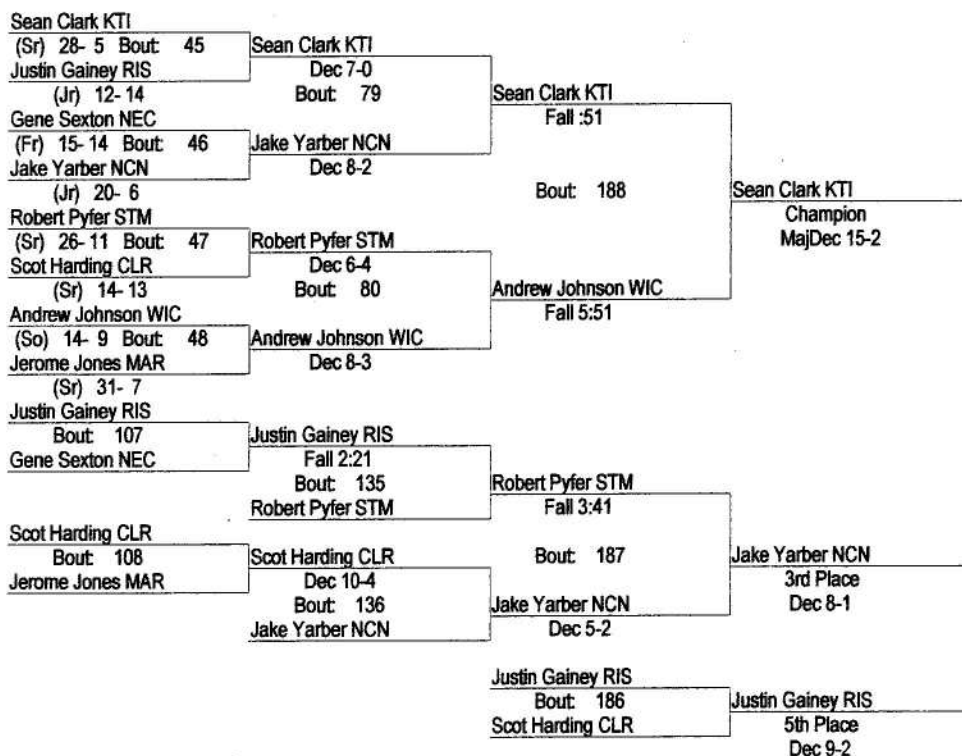 Sean Clark KTI
(Sr) 28- 5 Bout: 45
Justin Gainey RIS
(Jr) 12- 14
Gene Sexton NEC
(Fr) 15- 14 Bout: 46
Jake Yarber NCN
(Jr) 20- 6
Robert Pyfer STM
(Sr) 26- 11 Bout: 47
Scot Harding CLR
(Sr) 14- 13
Andrew Johnson WIC
(So) 14- 9 Bout: 48
Jerome Jones MAR
(Sr) 31- 7
Sean Clark KTI
Dec 7-0
Bout: 79
Jake Yarber NCN
Dec 8-2
Robert Pyfer STM
Dec 6-4
Bout: 80
Andrew Johnson WIC
Dec 8-3
Sean Clark KTI
Fall :51
Bout: 188
Andrew Johnson WIC
Fall 5:51
Sean Clark KTI
Champion
MajDec 15-2
Justin Gainey RIS
Bout: 107
Gene Sexton NEC
Scot Harding CLR
Bout: 108
Jerome Jones MAR
Justin Gainey RIS
Fall 2:21
Bout: 135
Robert Pyfer STM
Scot Harding CLR
Dec 10-4
Bout: 136
Jake Yarber NCN
Robert Pyfer STM
Fall 3:41
Bout: 187
Jake Yarber NCN
Dec 5-2
Jake Yarber NCN
3rd Place
Dec 8-1
Justin Gainey RIS
Bout: 186
Scot Harding CLR
Justin Gainey RIS
5th Place
Dec 9-2